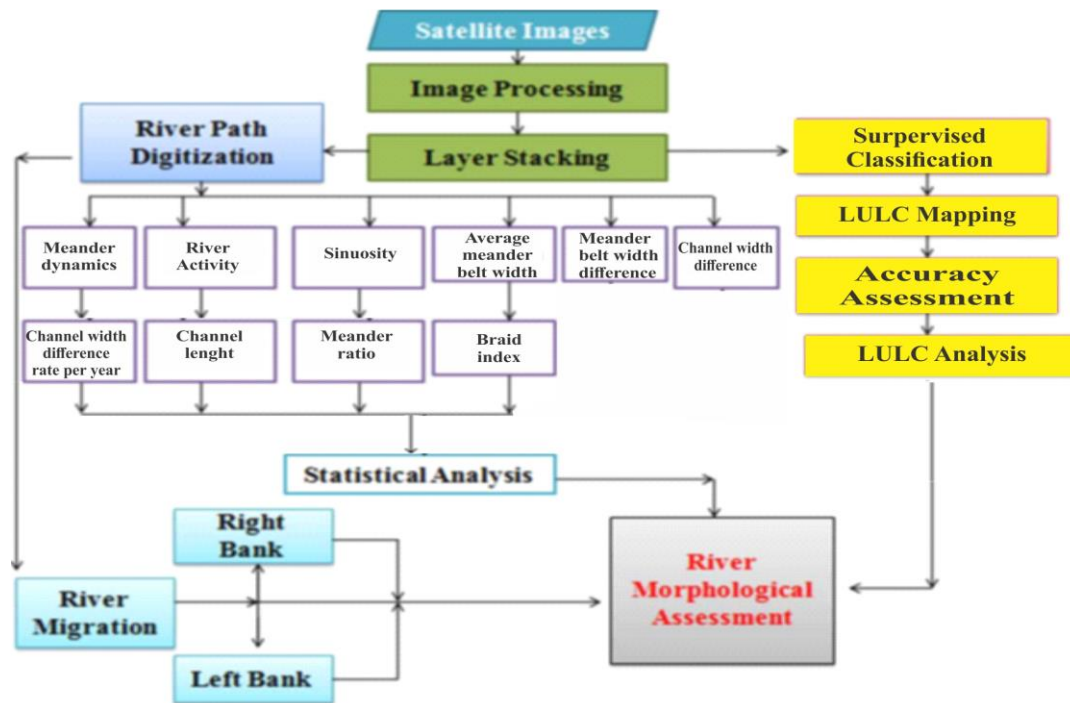 Satellite Images
Image Processing
Layer Stacking
River Path
Digitization
Surpervised
Classification
LULC Mapping
Accuracy
Assessment
LULC Analysis
Meander
dynamics
River
Activity
Sinuosity
Average
meander
belt width
Meander
belt width
difference
Channel width
difference
Channel width
difference
rate per year
Channel
lenght
Meander
ratio
Braid
index
Statistical Analysis
Right
Bank
River
Migration
Left Bank
River
Morphological
Assessment